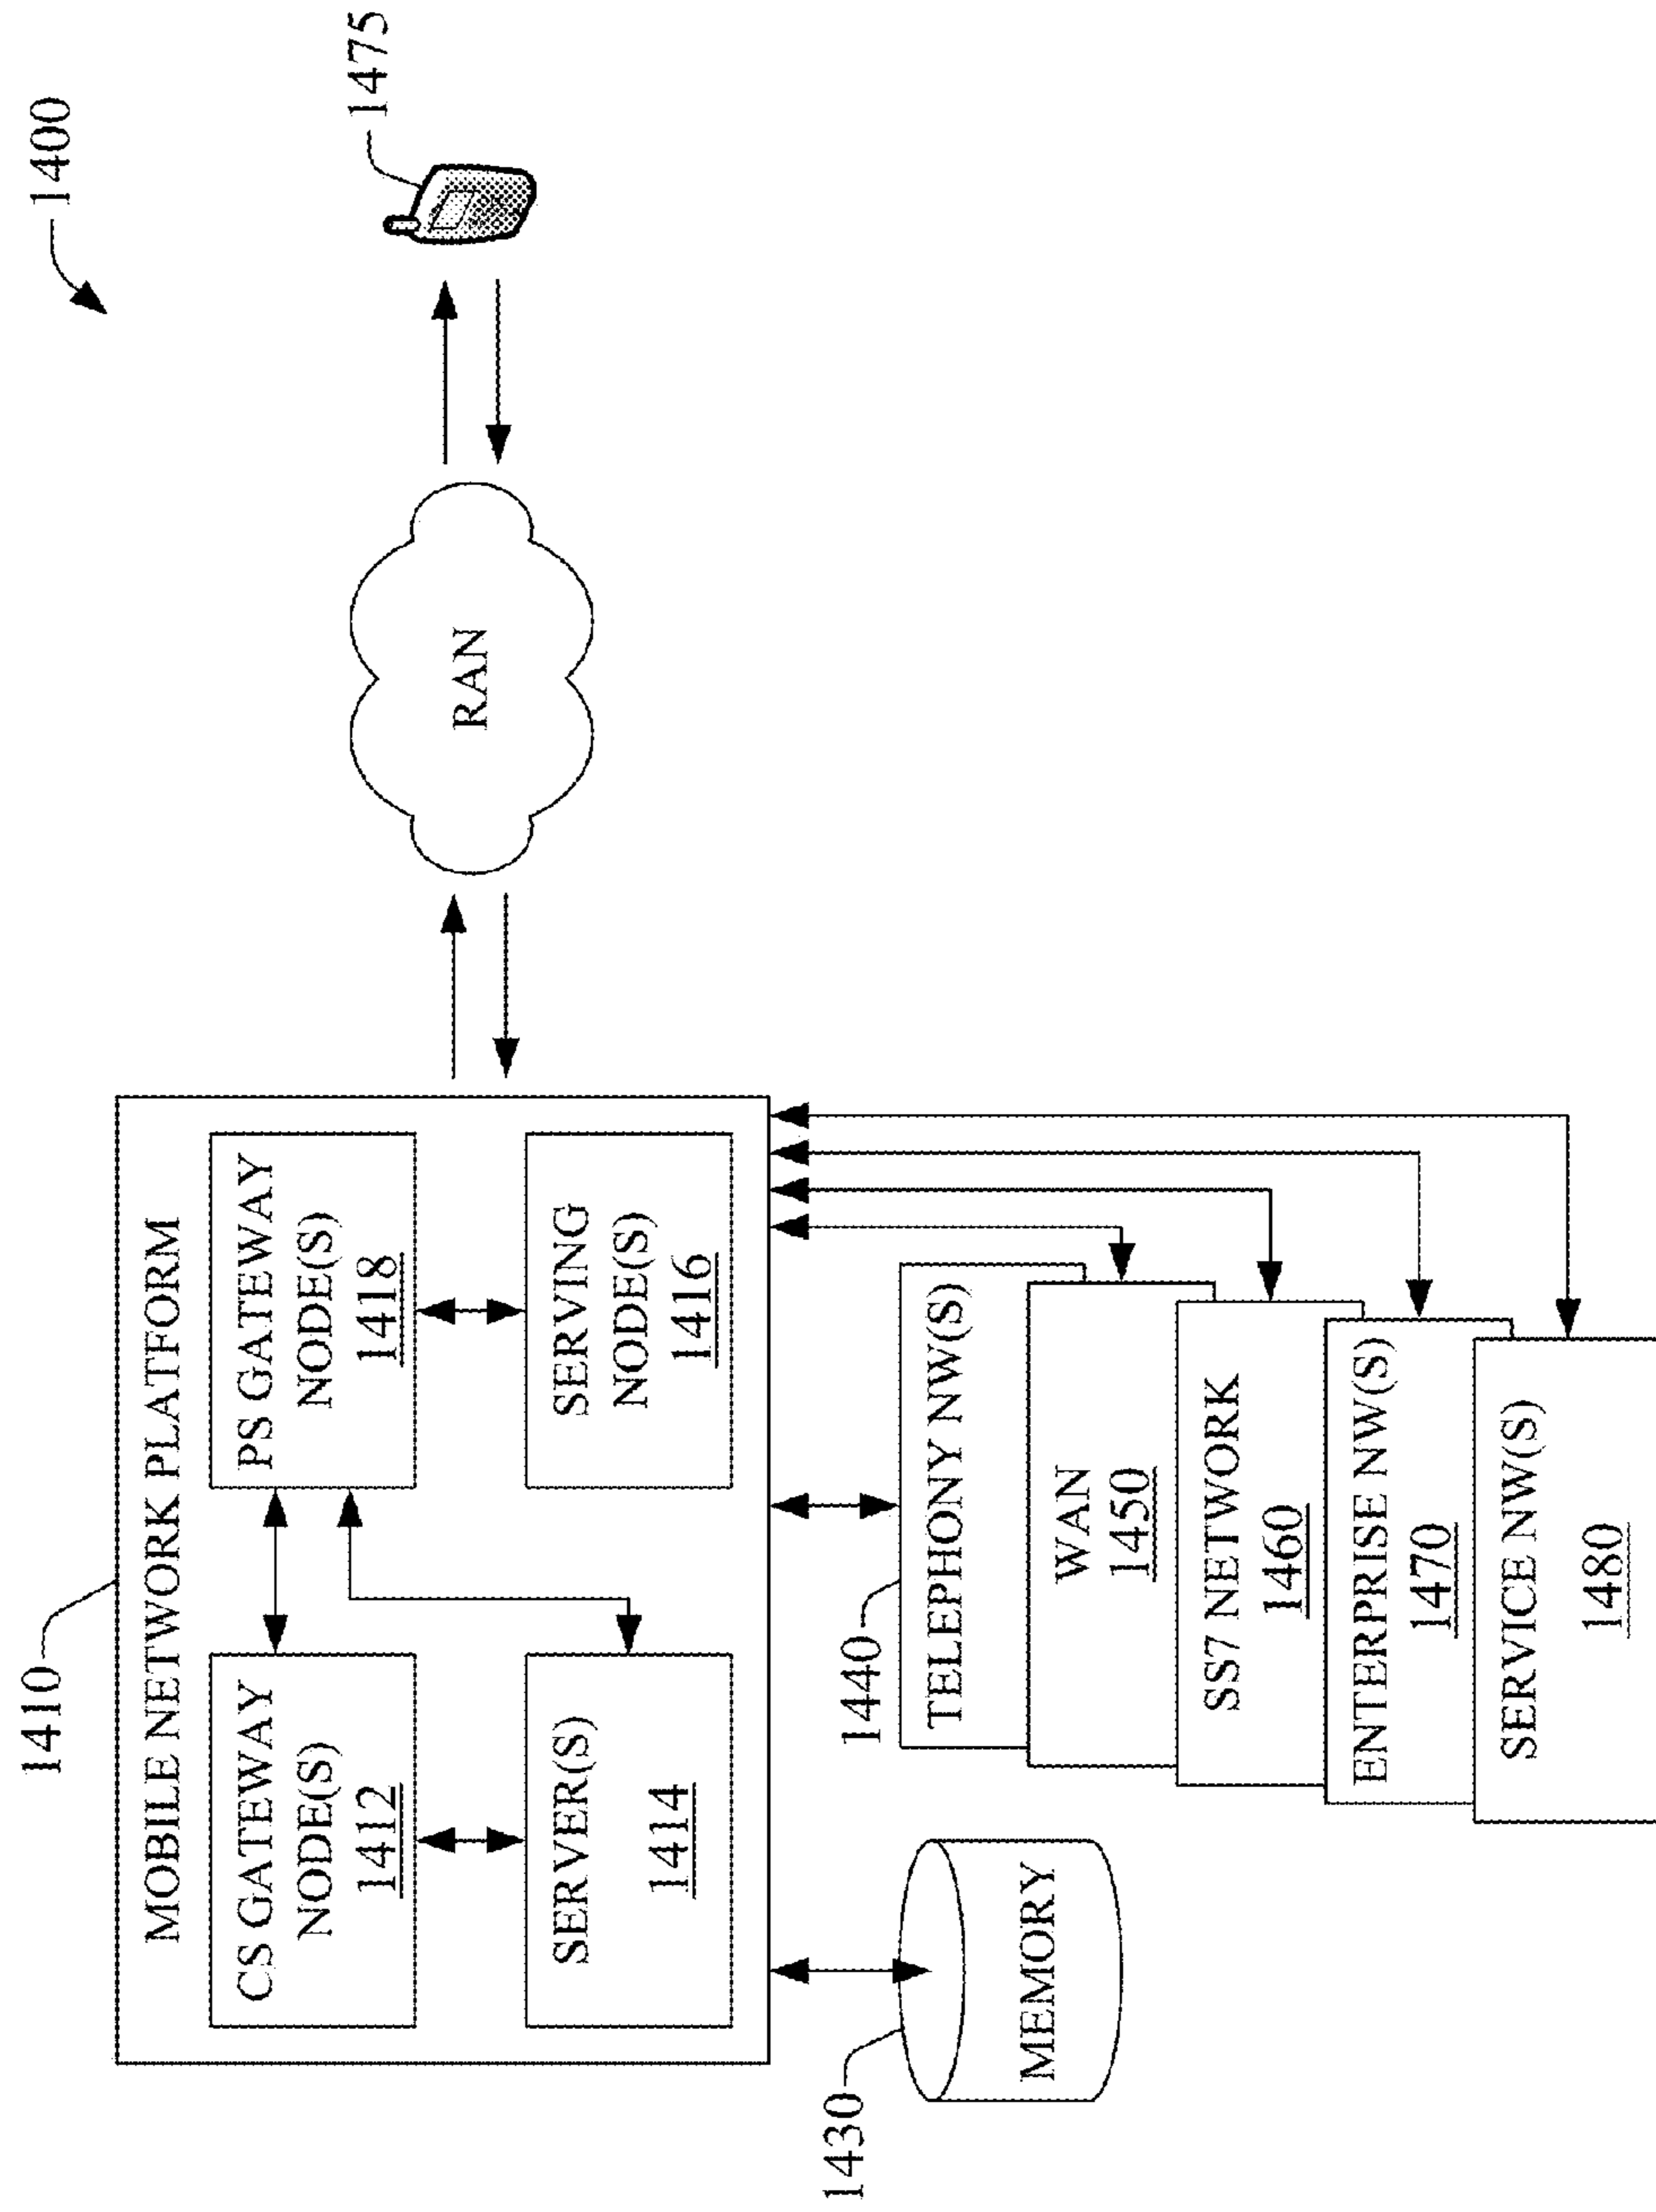 1400
1410
MOBILE NETWORK PLATFORM
CS GATEWAY
NODE(S)
1412
PS GATEWAY
NODE(S)
1418
SERVER(S)
1414
SERVING
NODE(S)
1416
RAN
1475
1430
MEMORY
1440
TELEPHONY NW(S)
WAN
1450
SS7 NETWORK
1460
ENTERPRISE NW(S)
1470
SERVICE NW(S)
1480